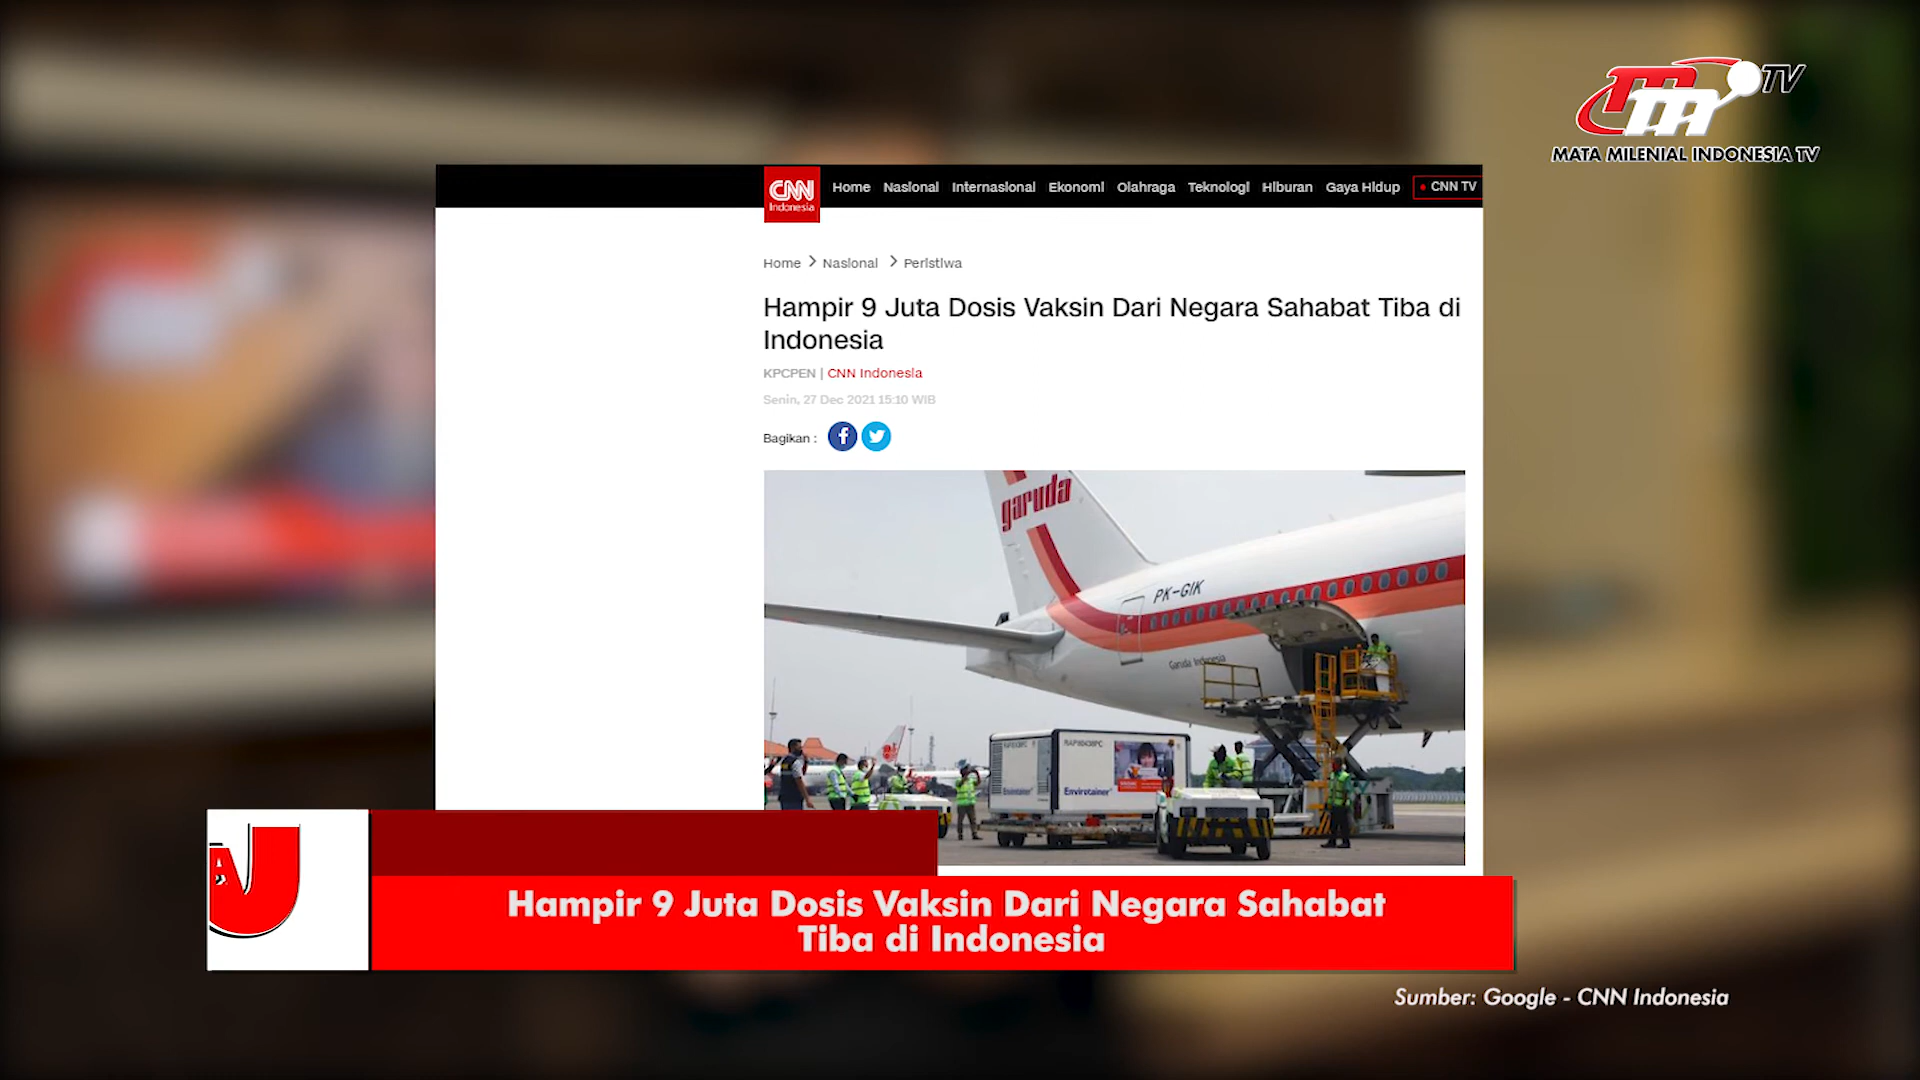 TV
MATA MILENIAL INDONESIA TV
CNN
Indonesia
Home Nasional Internasional Ekonomi Olahraga Teknologi Hiburan Gaya Hidup CNN TV
Home > Nasional > Peristiwa
Hampir 9 Juta Dosis Vaksin Dari Negara Sahabat Tiba di
Indonesia
KPCPEN | CNN Indonesia
Senin, 27 Dec 2021 15:10 WIB
Bagikan :
garuda
PK-GIK
Garuda Indonesia
Envirotainer
Envirotainer
Hampir 9 Juta Dosis Vaksin Dari Negara Sahabat
Tiba di Indonesia
Sumber: Google - CNN Indonesia